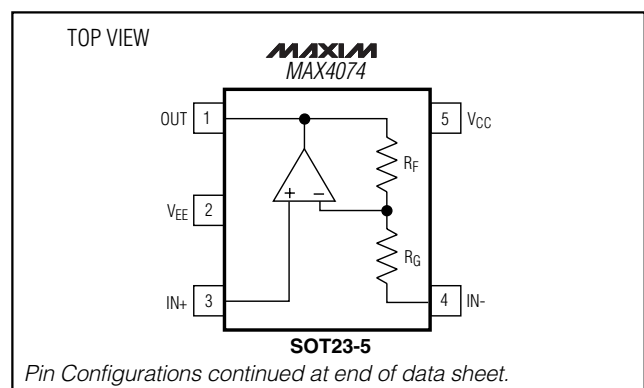 TOP VIEW
MAXIM
MAX4074
OUT 1
5 VCC
RF
+ −
VEE 2
RG
IN+ 3
4 IN-
SOT23-5
Pin Configurations continued at end of data sheet.